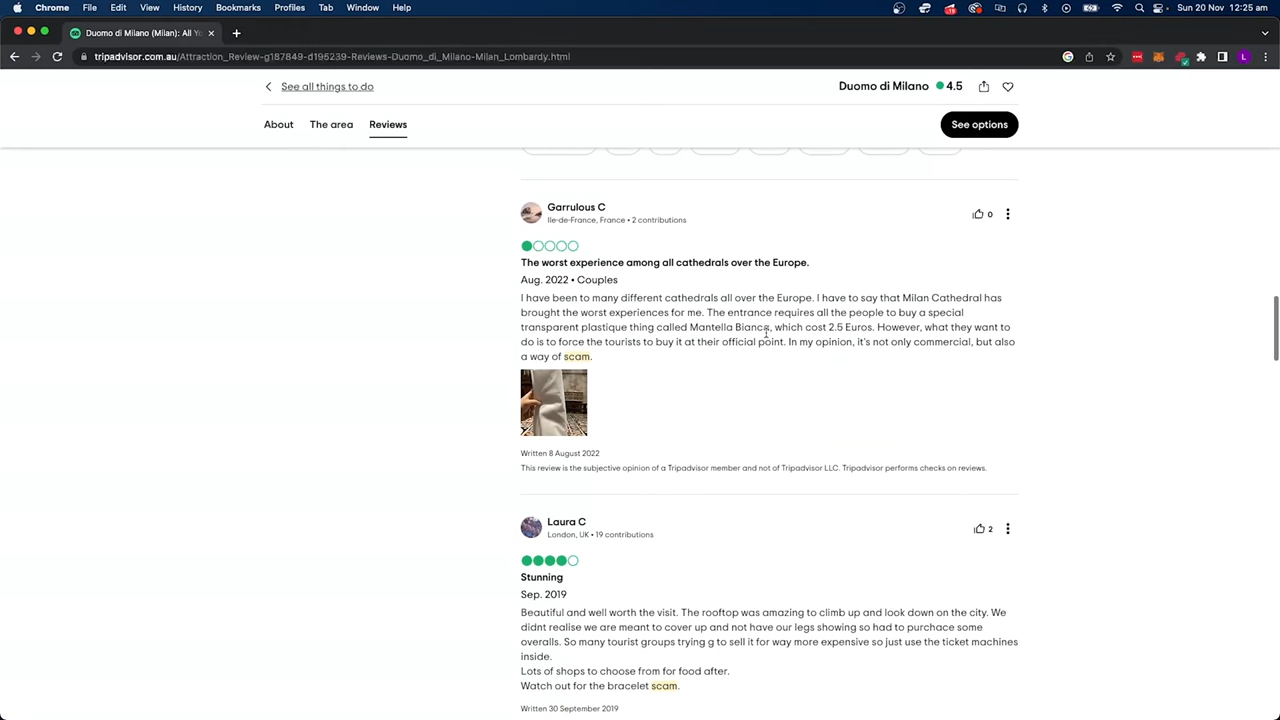 Chrome File Edit View History Bookmarks Profiles Tab Window Help Sun 20 Nov 12:25 am
Duomo di Milano (Milan): All Yo
tripadvisor.com.au/Attraction_Review-g187849-d195239-Reviews-Duomo_di_Milano-Milan_Lombardy.html
See all things to do Duomo di Milano 4.5
About The area Reviews See options
Garrulous C
Ile-de-France, France • 2 contributions 0
The worst experience among all cathedrals over the Europe.
Aug. 2022 • Couples
I have been to many different cathedrals all over the Europe. I have to say that Milan Cathedral has
brought the worst experiences for me. The entrance requires all the people to buy a special
transparent plastique thing called Mantella Bianca, which cost 2.5 Euros. However, what they want to
do is to force the tourists to buy it at their official point. In my opinion, it's not only commercial, but also
a way of scam.
Written 8 August 2022
This review is the subjective opinion of a Tripadvisor member and not of Tripadvisor LLC. Tripadvisor performs checks on reviews.
Laura C
London, UK • 19 contributions 2
Stunning
Sep. 2019
Beautiful and well worth the visit. The rooftop was amazing to climb up and look down on the city. We
didnt realise we are meant to cover up and not have our legs showing so had to purchace some
overalls. So many tourist groups trying g to sell it for way more expensive so just use the ticket machines
inside.
Lots of shops to choose from for food after.
Watch out for the bracelet scam.
Written 30 September 2019